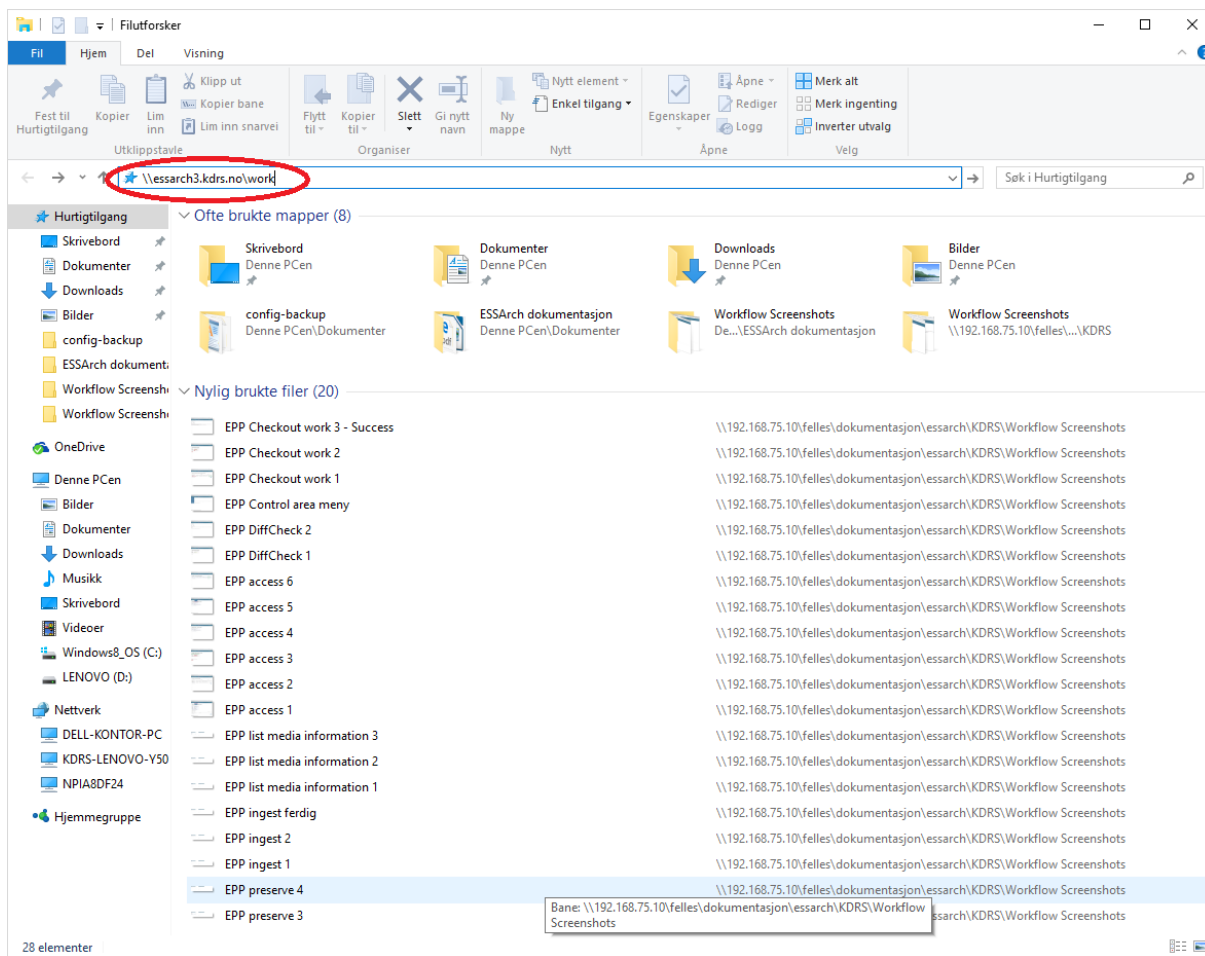 Filutforsker
Fil Hjem Del Visning
Fest til Hurtigtilgang
Kopier
Lim inn
Klipp ut
Kopier bane
Lim inn snarvei
Utklippstavle
Flytt til
Kopier til
Slett
Gi nytt navn
Organiser
Ny mappe
Nytt element
Enkel tilgang
Nytt
Egenskaper
Åpne
Rediger
Logg
Åpne
Merk alt
Merk ingenting
Inverter utvalg
Velg
\\essarch3.kdrs.no\work
Søk i Hurtigtilgang
Hurtigtilgang
Skrivebord
Dokumenter
Downloads
Bilder
config-backup
ESSArch dokumenta
Workflow Screensh
Workflow Screensh
OneDrive
Denne PCen
Bilder
Dokumenter
Downloads
Musikk
Skrivebord
Videoer
Windows8_OS (C:)
LENOVO (D:)
Nettverk
DELL-KONTOR-PC
KDRS-LENOVO-Y50
NPIA8DF24
Hjemmegruppe
Ofte brukte mapper (8)
Skrivebord
Denne PCen
Dokumenter
Denne PCen
Downloads
Denne PCen
Bilder
Denne PCen
config-backup
Denne PCen\Dokumenter
ESSArch dokumentasjon
Denne PCen\Dokumenter
Workflow Screenshots
De...\ESSArch dokumentasjon
Workflow Screenshots
\\192.168.75.10\felles\...\KDRS
Nylig brukte filer (20)
EPP Checkout work 3 - Success \\192.168.75.10\felles\dokumentasjon\essarch\KDRS\Workflow Screenshots
EPP Checkout work 2 \\192.168.75.10\felles\dokumentasjon\essarch\KDRS\Workflow Screenshots
EPP Checkout work 1 \\192.168.75.10\felles\dokumentasjon\essarch\KDRS\Workflow Screenshots
EPP Control area meny \\192.168.75.10\felles\dokumentasjon\essarch\KDRS\Workflow Screenshots
EPP DiffCheck 2 \\192.168.75.10\felles\dokumentasjon\essarch\KDRS\Workflow Screenshots
EPP DiffCheck 1 \\192.168.75.10\felles\dokumentasjon\essarch\KDRS\Workflow Screenshots
EPP access 6 \\192.168.75.10\felles\dokumentasjon\essarch\KDRS\Workflow Screenshots
EPP access 5 \\192.168.75.10\felles\dokumentasjon\essarch\KDRS\Workflow Screenshots
EPP access 4 \\192.168.75.10\felles\dokumentasjon\essarch\KDRS\Workflow Screenshots
EPP access 3 \\192.168.75.10\felles\dokumentasjon\essarch\KDRS\Workflow Screenshots
EPP access 2 \\192.168.75.10\felles\dokumentasjon\essarch\KDRS\Workflow Screenshots
EPP access 1 \\192.168.75.10\felles\dokumentasjon\essarch\KDRS\Workflow Screenshots
EPP list media information 3 \\192.168.75.10\felles\dokumentasjon\essarch\KDRS\Workflow Screenshots
EPP list media information 2 \\192.168.75.10\felles\dokumentasjon\essarch\KDRS\Workflow Screenshots
EPP list media information 1 \\192.168.75.10\felles\dokumentasjon\essarch\KDRS\Workflow Screenshots
EPP ingest ferdig \\192.168.75.10\felles\dokumentasjon\essarch\KDRS\Workflow Screenshots
EPP ingest 2 \\192.168.75.10\felles\dokumentasjon\essarch\KDRS\Workflow Screenshots
EPP ingest 1 \\192.168.75.10\felles\dokumentasjon\essarch\KDRS\Workflow Screenshots
EPP preserve 4 \\192.168.75.10\felles\dokumentasjon\essarch\KDRS\Workflow Screenshots
EPP preserve 3 ssarch\KDRS\Workflow Screenshots
Bane: \\192.168.75.10\felles\dokumentasjon\essarch\KDRS\Workflow
Screenshots
28 elementer